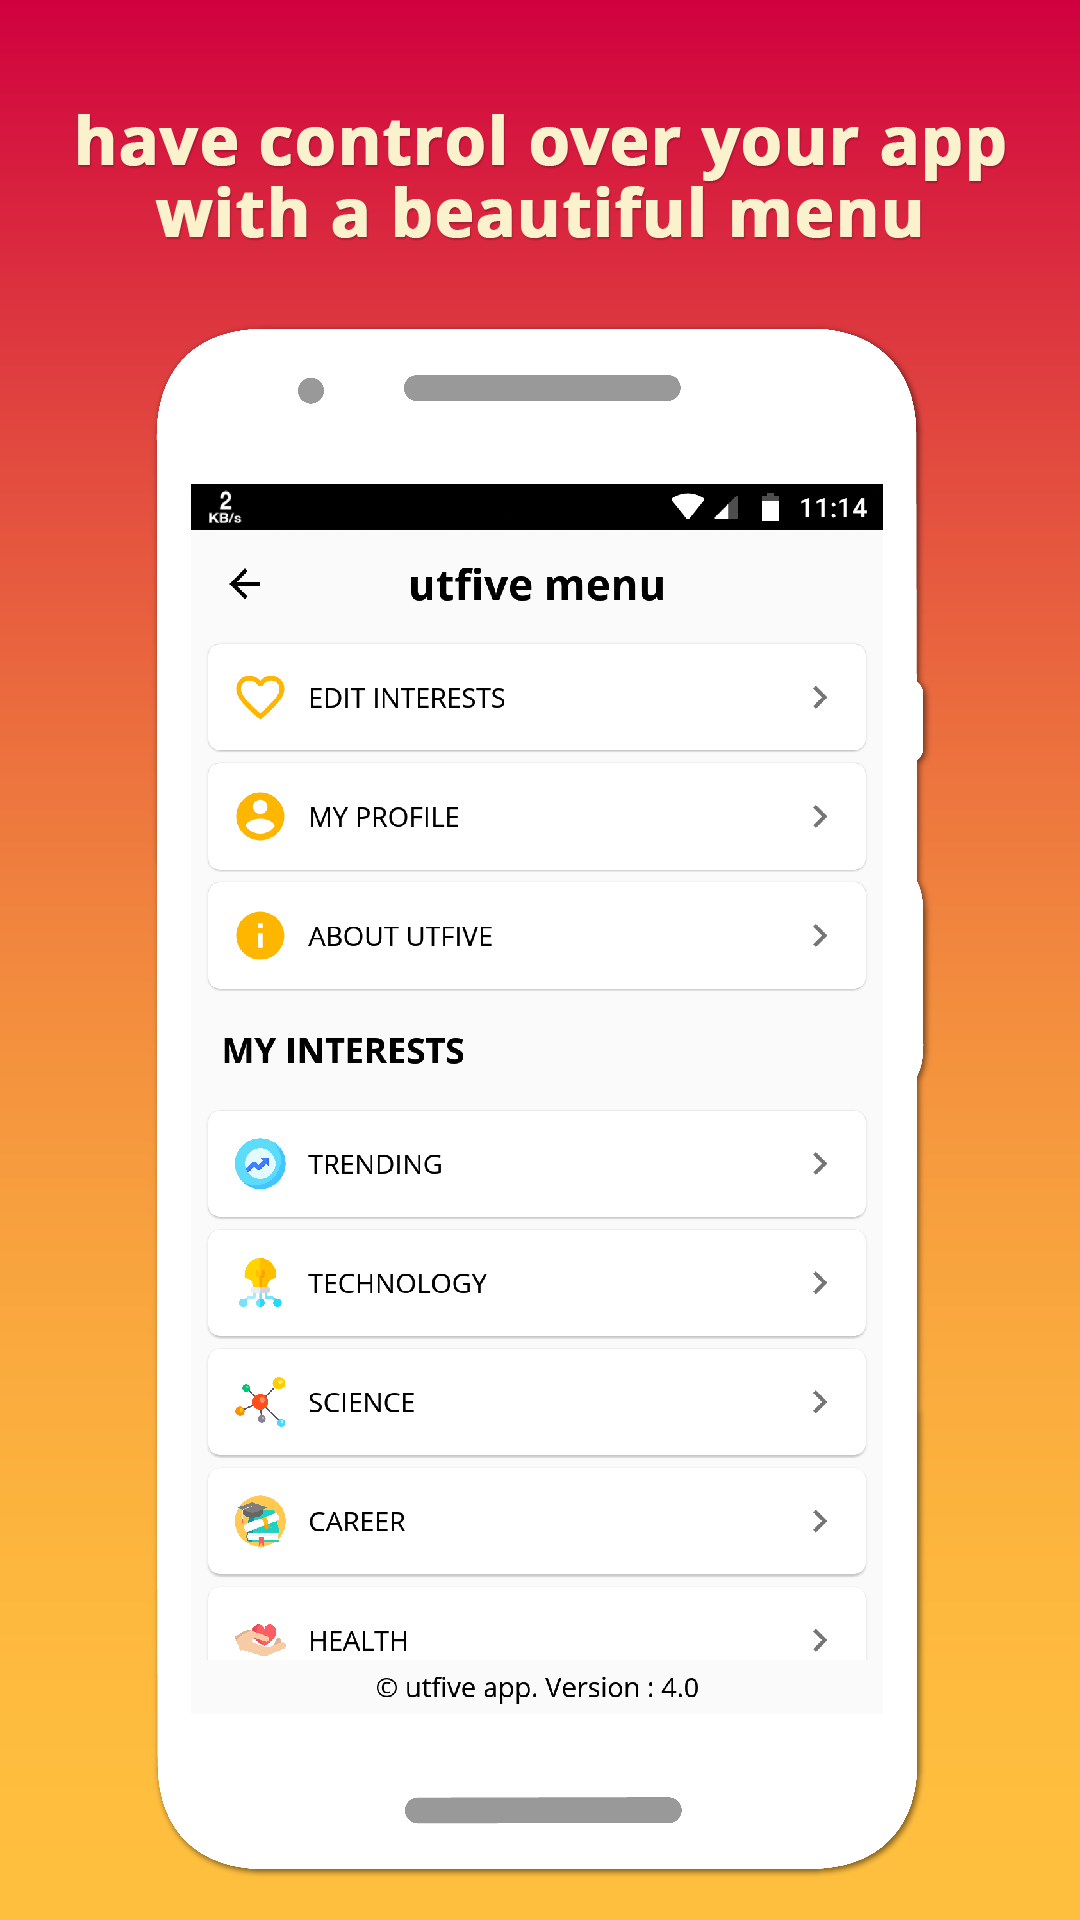 have control over your app
with a beautiful menu
2
KB/s
11:14
utfive menu
EDIT INTERESTS
MY PROFILE
ABOUT UTFIVE
MY INTERESTS
TRENDING
TECHNOLOGY
SCIENCE
CAREER
HEALTH
© utfive app. Version : 4.0